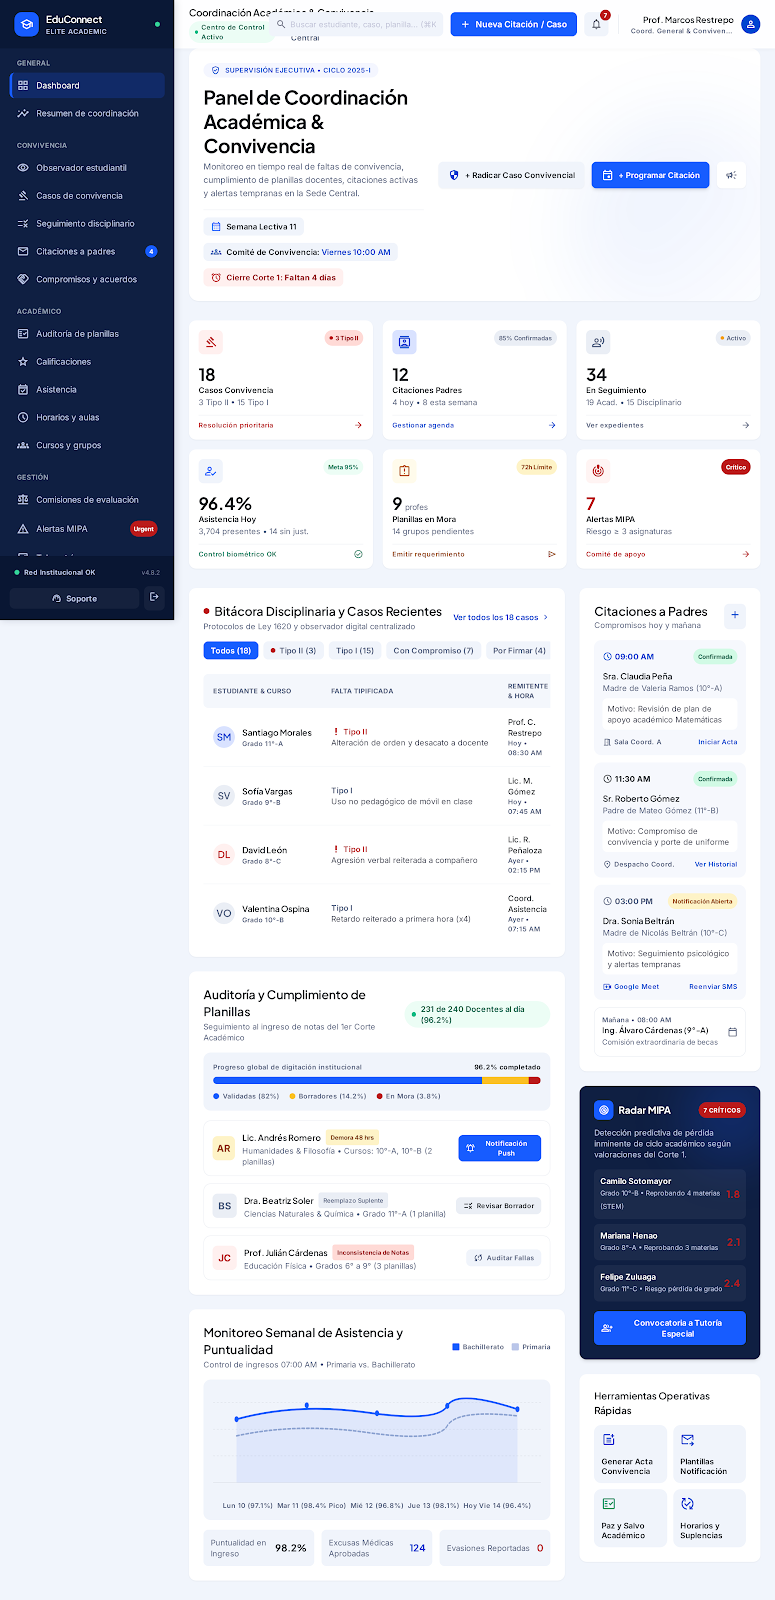 EduConnect
ELITE ACADEMIC
GENERAL
Dashboard
Resumen de coordinación
CONVIVENCIA
Observador estudiantil
Casos de convivencia
Seguimiento disciplinario
Citaciones a padres
4
Compromisos y acuerdos
ACADÉMICO
Auditoría de planillas
Calificaciones
Asistencia
Horarios y aulas
Cursos y grupos
GESTIÓN
Comisiones de evaluación
Alertas MIPA
Urgent
Red Institucional OK
v4.8.2
Soporte
Centro de Control
Activo
Central
Buscar estudiante, caso, planilla... (⌘K
+ Nueva Citación / Caso
7
Prof. Marcos Restrepo
Coord. General & Conviven...
SUPERVISIÓN EJECUTIVA • CICLO 2025-I
Panel de Coordinación
Académica &
Convivencia
Monitoreo en tiempo real de faltas de convivencia,
cumplimiento de planillas docentes, citaciones activas
y alertas tempranas en la Sede Central.
+ Radicar Caso Convivencial
+ Programar Citación
Semana Lectiva 11
Comité de Convivencia: Viernes 10:00 AM
Cierre Corte 1: Faltan 4 días
3 Tipo II
18
Casos Convivencia
3 Tipo II • 15 Tipo I
Resolución prioritaria
85% Confirmadas
12
Citaciones Padres
4 hoy • 8 esta semana
Gestionar agenda
Activo
34
En Seguimiento
19 Acad. • 15 Disciplinario
Ver expedientes
Meta 95%
96.4%
Asistencia Hoy
3,704 presentes • 14 sin just.
Control biométrico OK
72h Límite
9 profes
Planillas en Mora
14 grupos pendientes
Emitir requerimiento
Crítico
7
Alertas MIPA
Riesgo ≥ 3 asignaturas
Comité de apoyo
Bitácora Disciplinaria y Casos Recientes
Protocolos de Ley 1620 y observador digital centralizado
Ver todos los 18 casos
Todos (18)
Tipo II (3)
Tipo I (15)
Con Compromiso (7)
Por Firmar (4)
ESTUDIANTE & CURSO
FALTA TIPIFICADA
REMITENTE
& HORA
SM
Santiago Morales
Grado 11°-A
! Tipo II
Alteración de orden y desacato a docente
Prof. C.
Restrepo
Hoy •
08:30 AM
SV
Sofía Vargas
Grado 9°-B
Tipo I
Uso no pedagógico de móvil en clase
Lic. M.
Gómez
Hoy •
07:45 AM
DL
David León
Grado 8°-C
! Tipo II
Agresión verbal reiterada a compañero
Lic. R.
Peñaloza
Ayer •
02:15 PM
VO
Valentina Ospina
Grado 10°-B
Tipo I
Retardo reiterado a primera hora (x4)
Coord.
Asistencia
Ayer •
07:15 AM
Auditoría y Cumplimiento de
Planillas
Seguimiento al ingreso de notas del 1er Corte
Académico
231 de 240 Docentes al día
(96.2%)
Progreso global de digitación institucional
96.2% completado
Validadas (82%)
Borradores (14.2%)
En Mora (3.8%)
AR
Lic. Andrés Romero
Demora 48 hrs
Humanidades & Filosofía • Cursos: 10°-A, 10°-B (2
planillas)
Notificación
Push
BS
Dra. Beatriz Soler
Reemplazo Suplente
Ciencias Naturales & Química • Grado 11°-A (1 planilla)
Revisar Borrador
JC
Prof. Julián Cárdenas
Inconsistencia de Notas
Educación Física • Grados 6° a 9° (3 planillas)
Auditar Fallas
Monitoreo Semanal de Asistencia y
Puntualidad
Control de ingresos 07:00 AM • Primaria vs. Bachillerato
Bachillerato
Primaria
Lun 10 (97.1%)
Mar 11 (98.4% Pico)
Mié 12 (96.8%)
Jue 13 (98.1%)
Hoy Vie 14 (96.4%)
Puntualidad en
Ingreso
98.2%
Excusas Médicas
Aprobadas
124
Evasiones Reportadas
0
Citaciones a Padres
Compromisos hoy y mañana
+
09:00 AM
Confirmada
Sra. Claudia Peña
Madre de Valeria Ramos (10°-A)
Motivo: Revisión de plan de
apoyo académico Matemáticas
Sala Coord. A
Iniciar Acta
11:30 AM
Confirmada
Sr. Roberto Gómez
Padre de Mateo Gómez (11°-B)
Motivo: Compromiso de
convivencia y porte de uniforme
Despacho Coord.
Ver Historial
03:00 PM
Notificación Abierta
Dra. Sonia Beltrán
Madre de Nicolás Beltrán (10°-C)
Motivo: Seguimiento psicológico
y alertas tempranas
Google Meet
Reenviar SMS
Mañana • 08:00 AM
Ing. Álvaro Cárdenas (9°-A)
Comisión extraordinaria de becas
Radar MIPA
7 CRÍTICOS
Detección predictiva de pérdida
inminente de ciclo académico según
valoraciones del Corte 1.
Camilo Sotomayor
Grado 10°-B • Reprobando 4 materias
(STEM)
1.8
Mariana Henao
Grado 8°-A • Reprobando 3 materias
2.1
Felipe Zuluaga
Grado 11°-C • Riesgo pérdida de grado
2.4
Convocatoria a Tutoría
Especial
Herramientas Operativas
Rápidas
Generar Acta
Convivencia
Plantillas
Notificación
Paz y Salvo
Académico
Horarios y
Suplencias